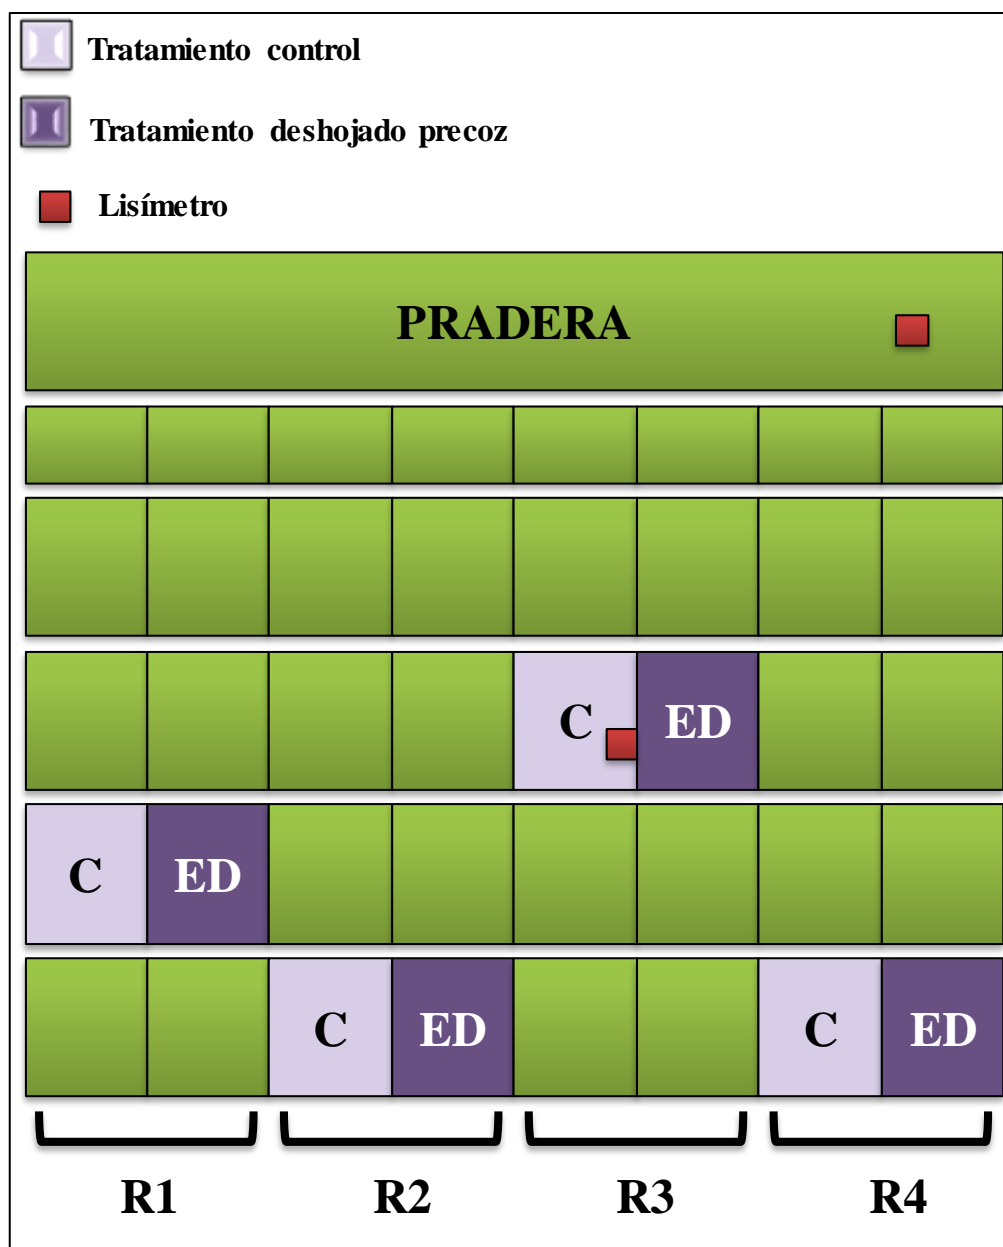 Tratamiento control
Tratamiento deshojado precoz
Lisímetro
PRADERA
C ED
C ED
C ED C ED
R1 R2 R3 R4